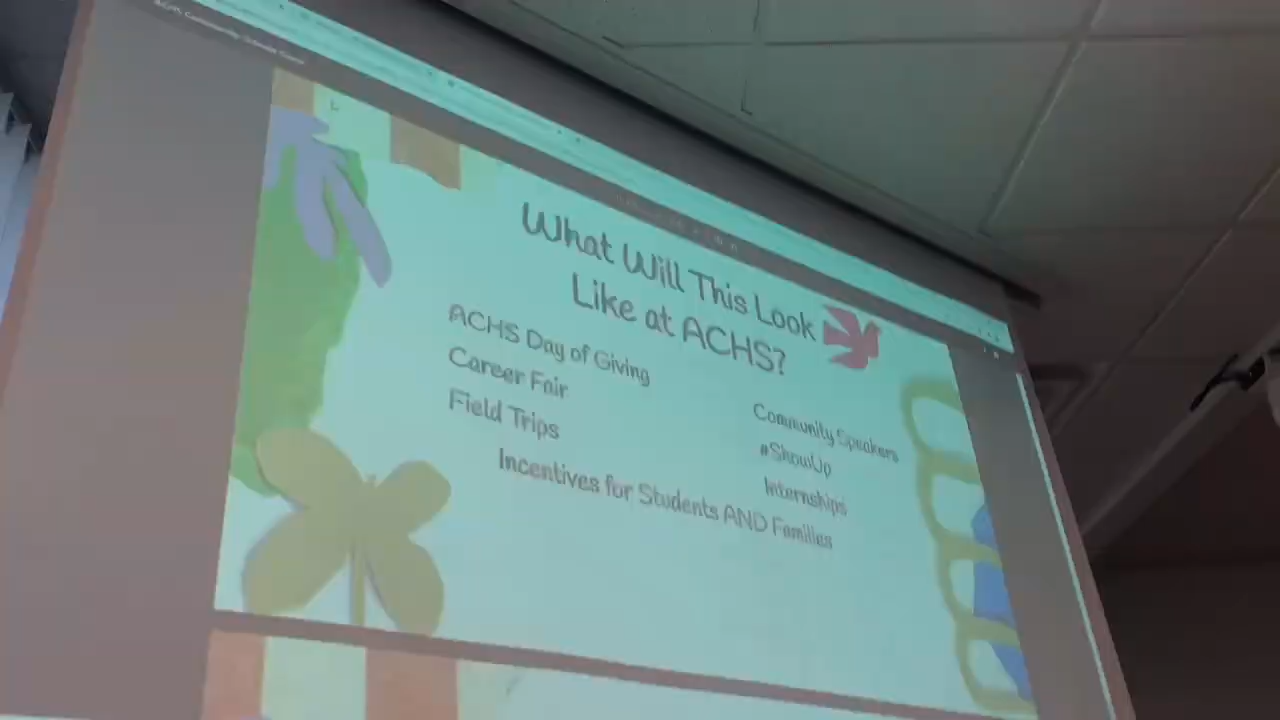 What Will This Look
Like at ACHS?
ACHS Day of Giving
Career Fair
Field Trips
Community Speakers
#ShowUp
Internships
Incentives for Students AND Families